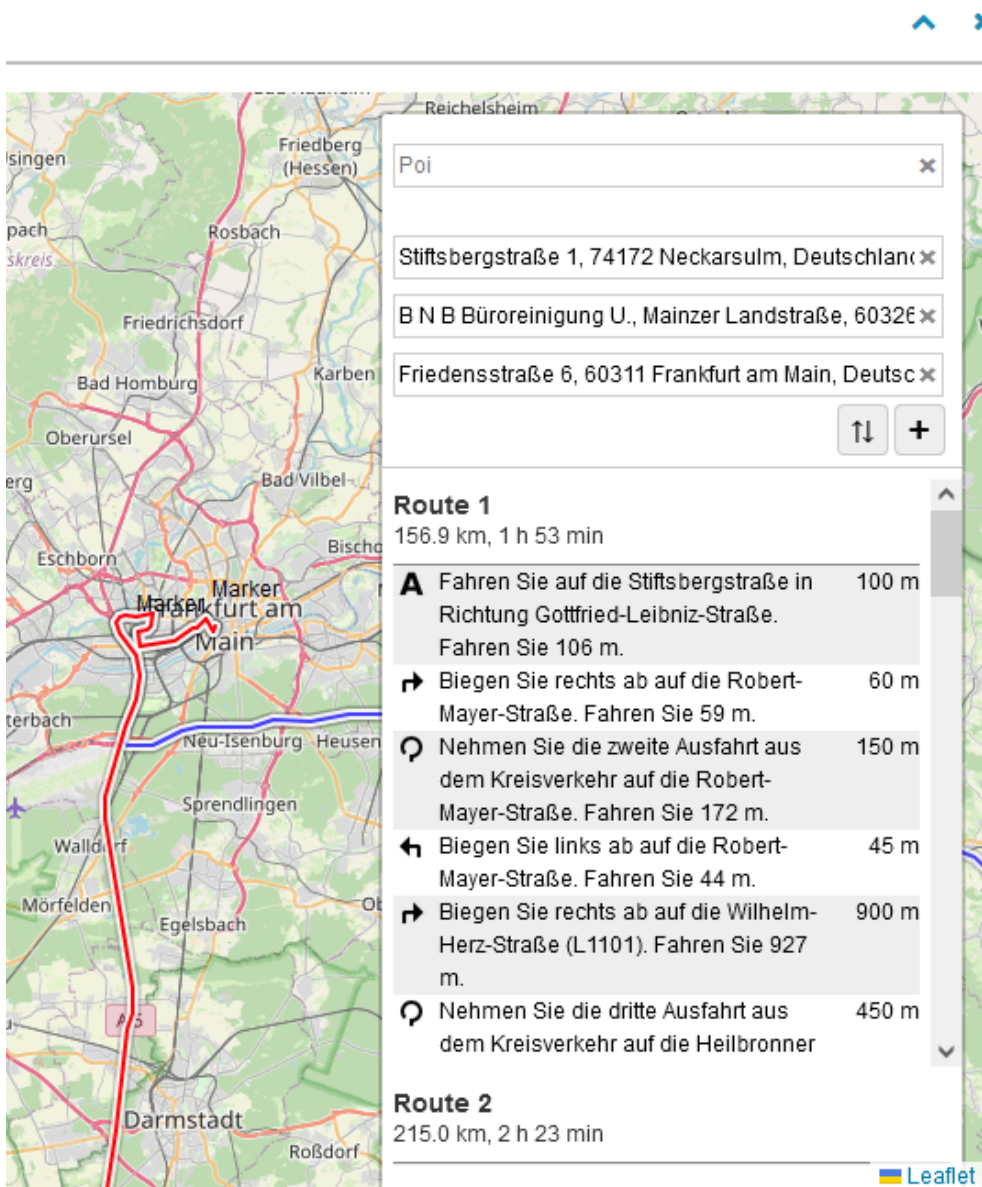 Reichelsheim
Friedberg
(Hessen)
Rosbach
Friedrichsdorf
Karben
Bad Homburg
Oberursel
Bad Vilbel
Eschborn
Marker
Marker
Frankfurt am
Main
Neu-Isenburg
Sprendlingen
Walldorf
Mörfelden
Egelsbach
A 5
Darmstadt
Roßdorf
Poi
Stiftsbergstraße 1, 74172 Neckarsulm, Deutschland
B N B Büroreinigung U., Mainzer Landstraße, 60326
Friedensstraße 6, 60311 Frankfurt am Main, Deutsc
Route 1
156.9 km, 1 h 53 min
A Fahren Sie auf die Stiftsbergstraße in 100 m
Richtung Gottfried-Leibniz-Straße.
Fahren Sie 106 m.
Biegen Sie rechts ab auf die Robert- 60 m
Mayer-Straße. Fahren Sie 59 m.
Nehmen Sie die zweite Ausfahrt aus 150 m
dem Kreisverkehr auf die Robert-
Mayer-Straße. Fahren Sie 172 m.
Biegen Sie links ab auf die Robert- 45 m
Mayer-Straße. Fahren Sie 44 m.
Biegen Sie rechts ab auf die Wilhelm- 900 m
Herz-Straße (L1101). Fahren Sie 927
m.
Nehmen Sie die dritte Ausfahrt aus 450 m
dem Kreisverkehr auf die Heilbronner
Route 2
215.0 km, 2 h 23 min
Leaflet